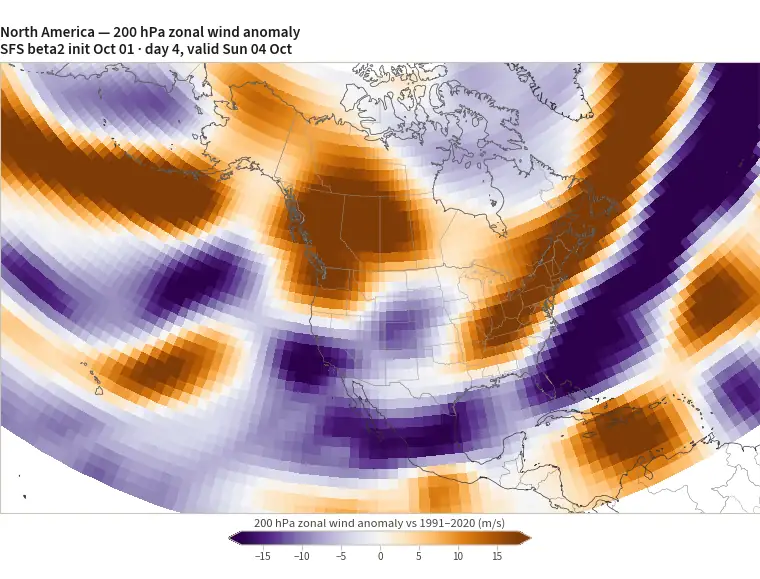 North America — 200 hPa zonal wind anomaly
SFS beta2 init Oct 01 · day 4, valid Sun 04 Oct
200 hPa zonal wind anomaly vs 1991–2020 (m/s)
−15 −10 −5 0 5 10 15